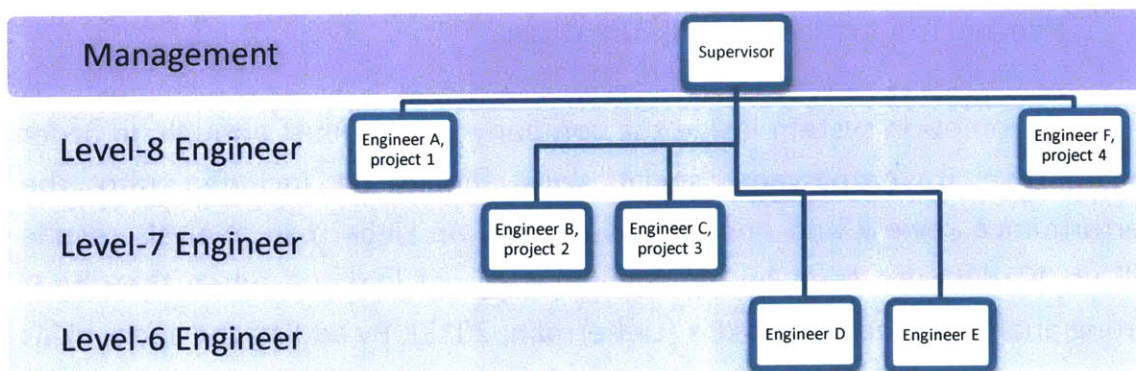 Management
Supervisor
Level-8 Engineer
Engineer A,
project 1
Engineer F,
project 4
Level-7 Engineer
Engineer B,
project 2
Engineer C,
project 3
Level-6 Engineer
Engineer D
Engineer E